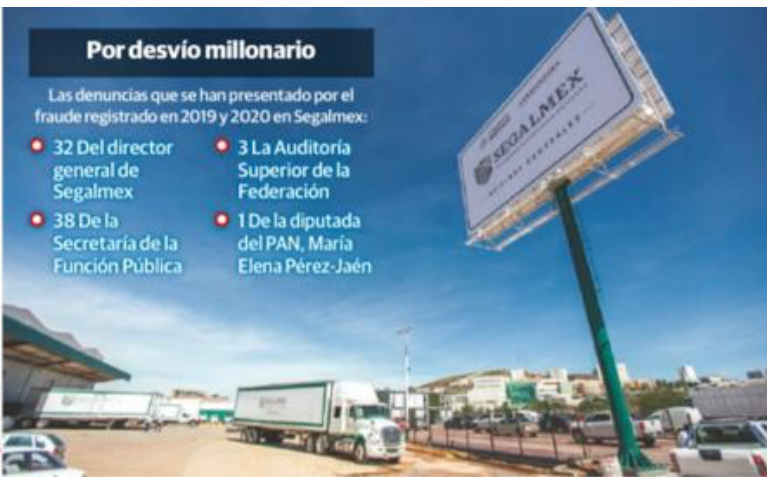 Por desvío millonario
Las denuncias que se han presentado por el
fraude registrado en 2019 y 2020 en Segalmex:
32 Del director
general de
Segalmex
38 De la
Secretaría de la
Función Pública
3 La Auditoría
Superior de la
Federación
1 De la diputada
del PAN, María
Elena Pérez-Jaén
SEGALMEX
OFICINAS CENTRALES